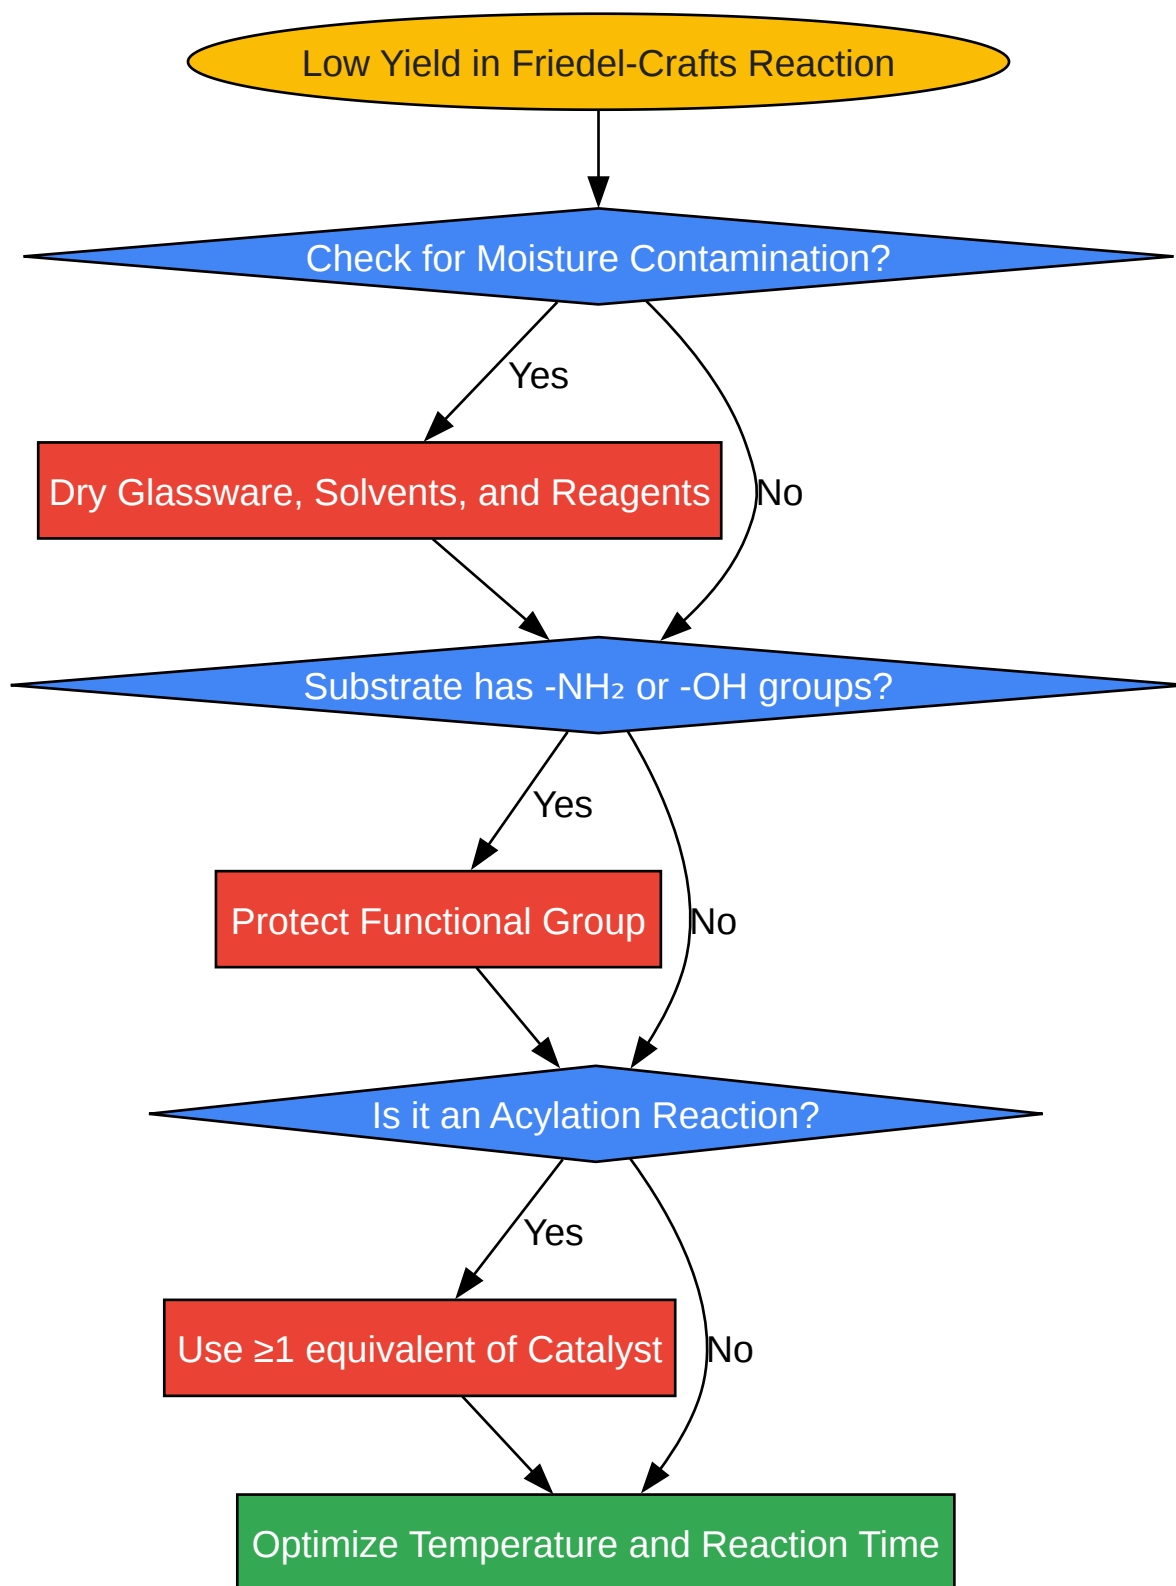 Low Yield in Friedel-Crafts Reaction
Check for Moisture Contamination?
Yes
Dry Glassware, Solvents, and Reagents
No
Substrate has -NH₂ or -OH groups?
Yes
Protect Functional Group
No
Is it an Acylation Reaction?
Yes
Use ≥1 equivalent of Catalyst
No
Optimize Temperature and Reaction Time